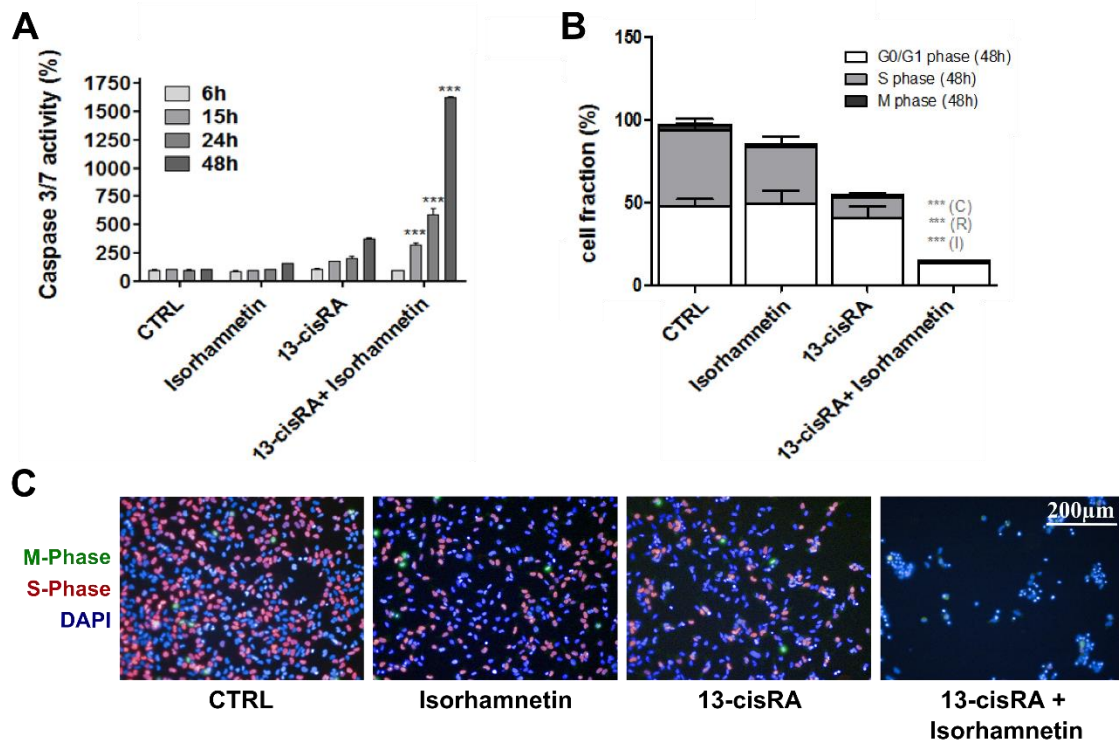 A
Caspase 3/7 activity (%)
1750
1500
1250
1000
750
500
250
0
6h
15h
24h
48h
***
***
***
CTRL
Isorhamnetin
13-cisRA
13-cisRA+ Isorhamnetin
B
cell fraction (%)
150
100
50
0
G0/G1 phase (48h)
S phase (48h)
M phase (48h)
*** (C)
*** (R)
*** (I)
CTRL
Isorhamnetin
13-cisRA
13-cisRA+ Isorhamnetin
C
M-Phase
S-Phase
DAPI
200µm
CTRL
Isorhamnetin
13-cisRA
13-cisRA +
Isorhamnetin